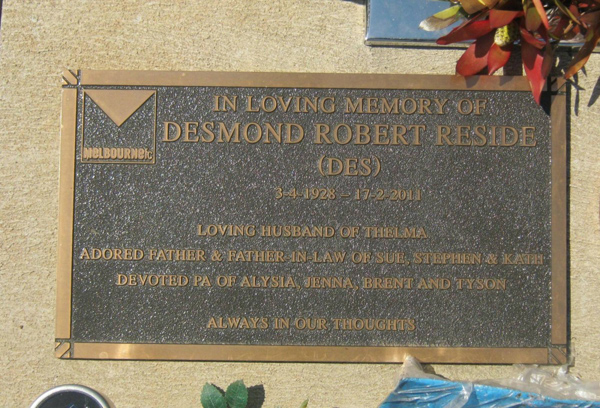 IN LOVING MEMORY OF
DESMOND ROBERT RESIDE
(DES)
MELBOURNEfc
3-4-1928 – 17-2-2011
LOVING HUSBAND OF THELMA
ADORED FATHER & FATHER-IN-LAW OF SUE, STEPHEN & KATH
DEVOTED PA OF ALYSIA, JENNA, BRENT AND TYSON
ALWAYS IN OUR THOUGHTS